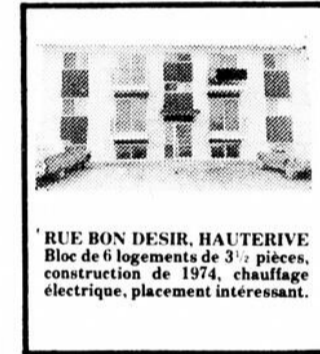 RUE BON DESIR, HAUTERIVE
Bloc de 6 logements de 3½ pièces,
construction de 1974, chauffage
électrique, placement intéressant.